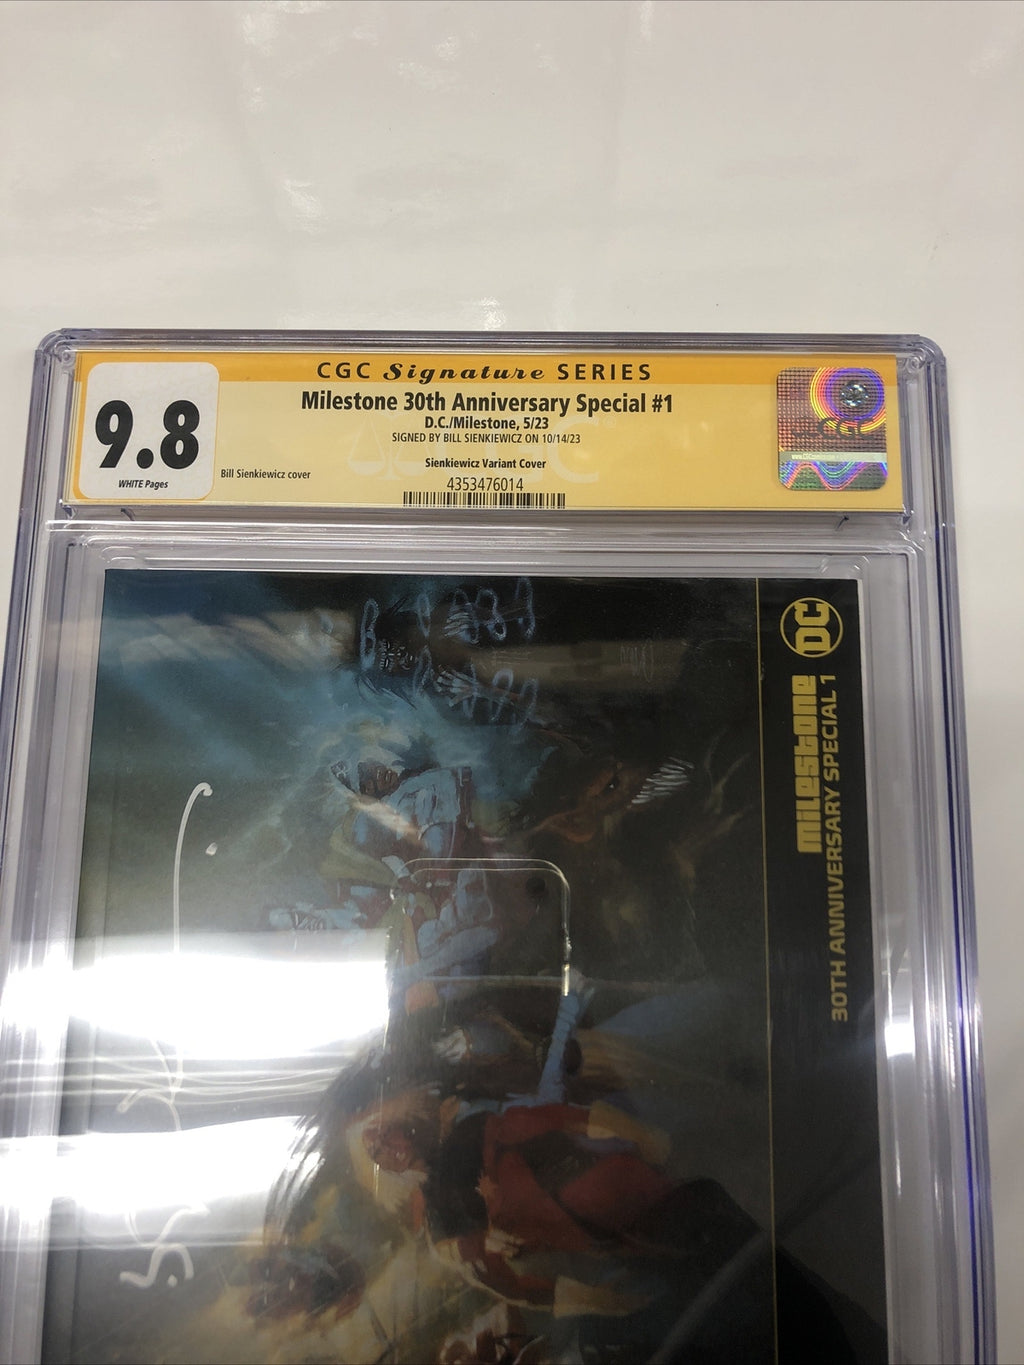 CGC Signature SERIES
Milestone 30th Anniversary Special #1
D.C./Milestone, 5/23
SIGNED BY BILL SIENKIEWICZ ON 10/14/23
Sienkiewicz Variant Cover
4353476014
9.8
WHITE Pages
Bill Sienkiewicz cover
DC
milestone
30TH ANNIVERSARY SPECIAL 1